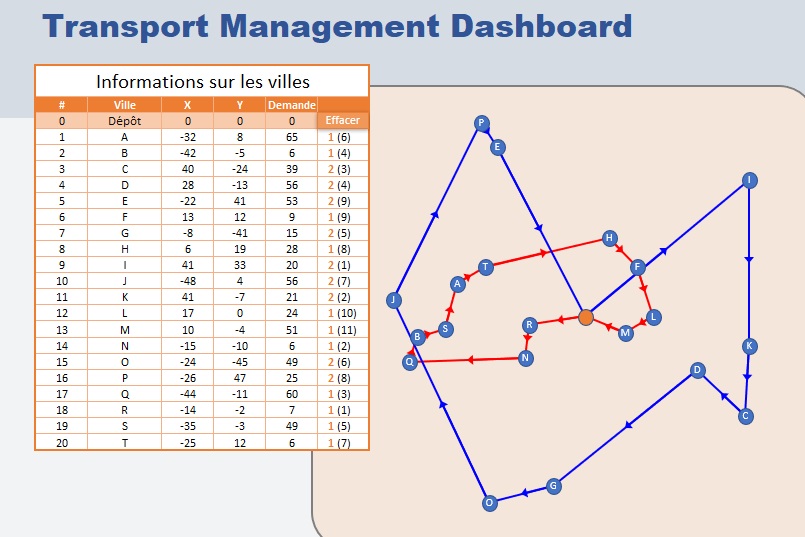 Transport Management Dashboard
Informations sur les villes
# Ville X Y Demande
0 Dépôt 0 0 0 Effacer
1 A -32 8 65 1 (6)
2 B -42 -5 6 1 (4)
3 C 40 -24 39 2 (3)
4 D 28 -13 56 2 (4)
5 E -22 41 53 2 (9)
6 F 13 12 9 1 (9)
7 G -8 -41 15 2 (5)
8 H 6 19 28 1 (8)
9 I 41 33 20 2 (1)
10 J -48 4 56 2 (7)
11 K 41 -7 21 2 (2)
12 L 17 0 24 1 (10)
13 M 10 -4 51 1 (11)
14 N -15 -10 6 1 (2)
15 O -24 -45 49 2 (6)
16 P -26 47 25 2 (8)
17 Q -44 -11 60 1 (3)
18 R -14 -2 7 1 (1)
19 S -35 -3 49 1 (5)
20 T -25 12 6 1 (7)
P
E
I
H
T
F
A
J
L
R
S
M
B
K
N
Q
D
C
G
O